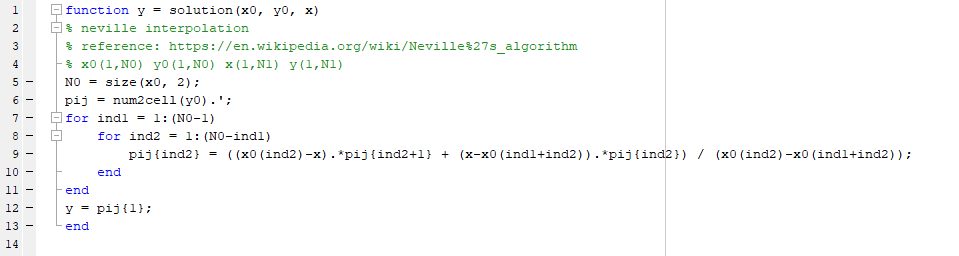 1 function y = solution(x0, y0, x)
2 % neville interpolation
3 % reference: https://en.wikipedia.org/wiki/Neville%27s_algorithm
4 % x0(1,N0) y0(1,N0) x(1,N1) y(1,N1)
5 - N0 = size(x0, 2);
6 - pij = num2cell(y0).';
7 - for ind1 = 1:(N0-1)
8 - for ind2 = 1:(N0-ind1)
9 - pij{ind2} = ((x0(ind2)-x).*pij{ind2+1} + (x-x0(ind1+ind2)).*pij{ind2}) / (x0(ind2)-x0(ind1+ind2));
10 - end
11 - end
12 - y = pij{1};
13 - end
14